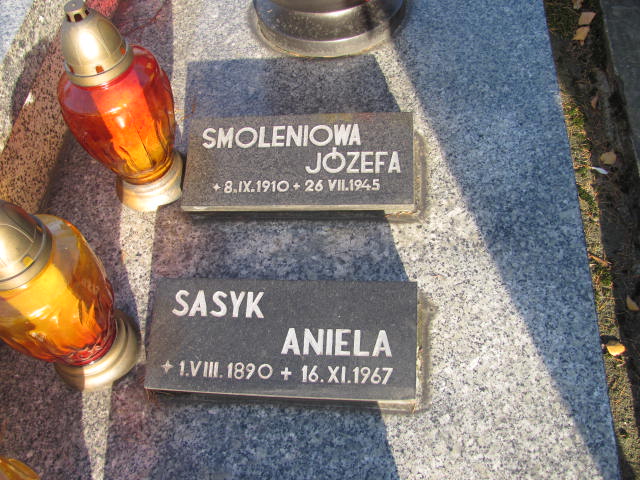 SMOLENIOWA
JÓZEFA
+ 8.IX.1910 + 26 VII.1945
SASYK
ANIELA
+ 1.VIII.1890 + 16.XI.1967